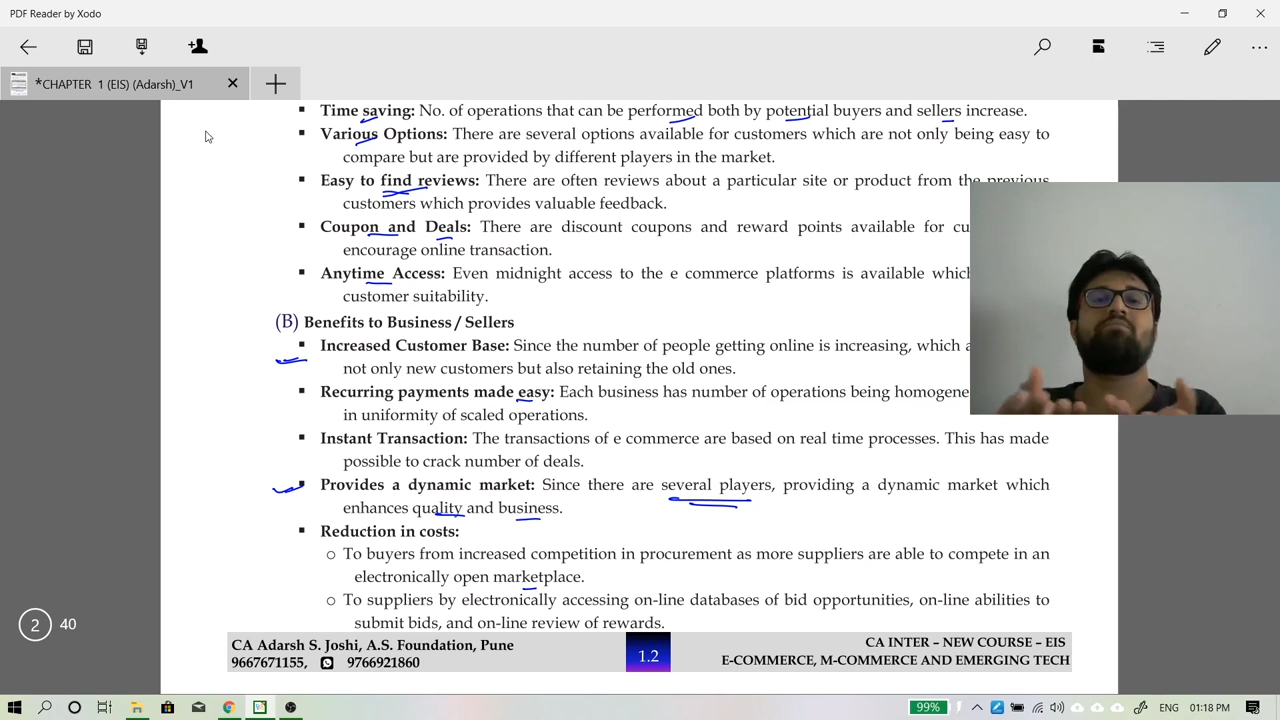 PDF Reader by Xodo
*CHAPTER 1 (EIS) (Adarsh)_V1
Time saving: No. of operations that can be performed both by potential buyers and sellers increase.
Various Options: There are several options available for customers which are not only being easy to
compare but are provided by different players in the market.
Easy to find reviews: There are often reviews about a particular site or product from the previous
customers which provides valuable feedback.
Coupon and Deals: There are discount coupons and reward points available for cu
encourage online transaction.
Anytime Access: Even midnight access to the e commerce platforms is available whic
customer suitability.
(B) Benefits to Business / Sellers
Increased Customer Base: Since the number of people getting online is increasing, which a
not only new customers but also retaining the old ones.
Recurring payments made easy: Each business has number of operations being homogene
in uniformity of scaled operations.
Instant Transaction: The transactions of e commerce are based on real time processes. This has made
possible to crack number of deals.
Provides a dynamic market: Since there are several players, providing a dynamic market which
enhances quality and business.
Reduction in costs:
o To buyers from increased competition in procurement as more suppliers are able to compete in an
electronically open marketplace.
o To suppliers by electronically accessing on-line databases of bid opportunities, on-line abilities to
submit bids, and on-line review of rewards.
2 40
CA Adarsh S. Joshi, A.S. Foundation, Pune
9667671155, 9766921860
1.2
CA INTER – NEW COURSE – EIS
E-COMMERCE, M-COMMERCE AND EMERGING TECH
99% ENG 01:18 PM